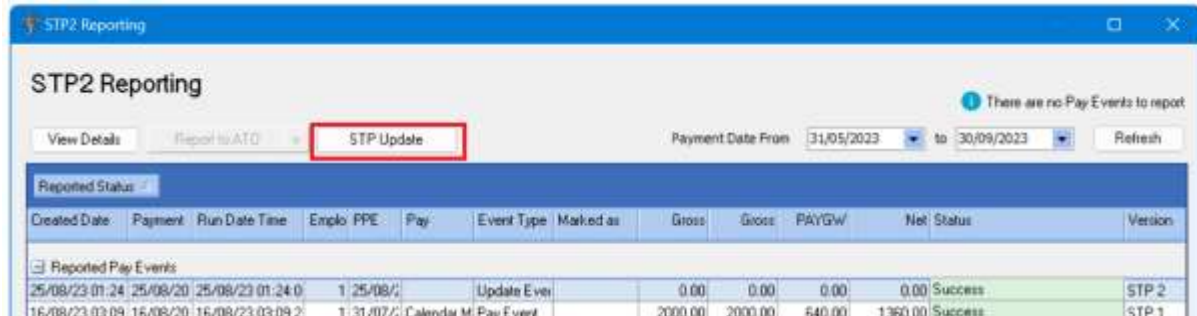 STP2 Reporting
STP2 Reporting
There are no Pay Events to report
View Details Report to ATO STP Update Payment Date From 31/05/2023 to 30/09/2023 Refresh
Reported Status
Created Date Payment Run Date Time Emplo PPE Pay Event Type Marked as Gross Gross PAYGW Net Status Version
Reported Pay Events
25/08/23 01:24 25/08/20 25/08/23 01:24:0 1 25/08/2 Update Even 0.00 0.00 0.00 0.00 Success STP 2
16/08/23 03:09 16/08/20 16/08/23 03:09:2 1 31/07/2 Calendar M Pay Event 2000.00 2000.00 640.00 1360.00 Success STP 1